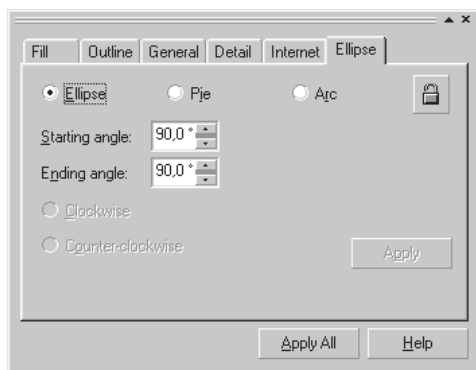 Fill Outline General Detail Internet Ellipse
Ellipse Pie Arc
Starting angle: 90,0 °
Ending angle: 90,0 °
Clockwise
Counter-clockwise Apply
Apply All Help